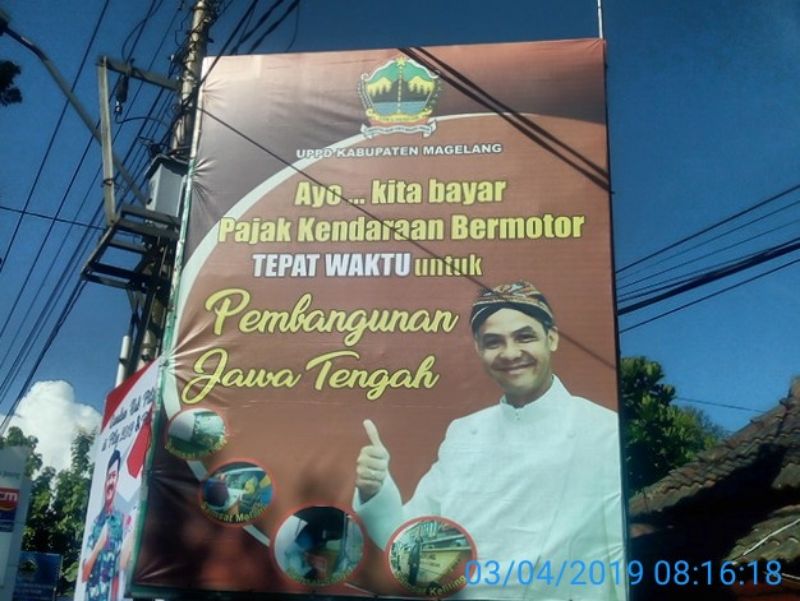 UPPD KABUPATEN MAGELANG
Ayo ... kita bayar
Pajak Kendaraan Bermotor
TEPAT WAKTU untuk
Pembangunan
Jawa Tengah
Keliling
03/04/2019 08:16:18